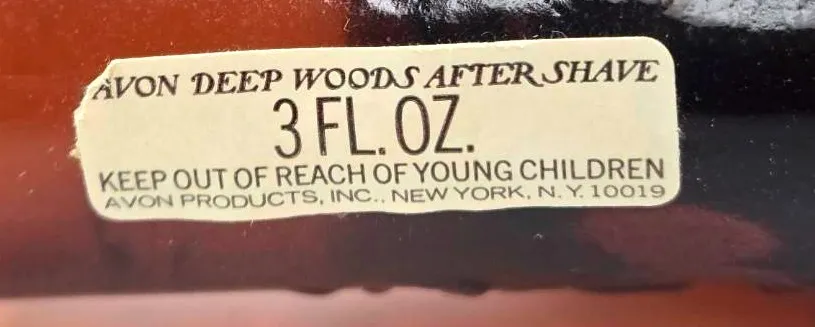 AVON DEEP WOODS AFTER SHAVE
3 FL. OZ.
KEEP OUT OF REACH OF YOUNG CHILDREN
AVON PRODUCTS, INC., NEW YORK, N.Y. 10019